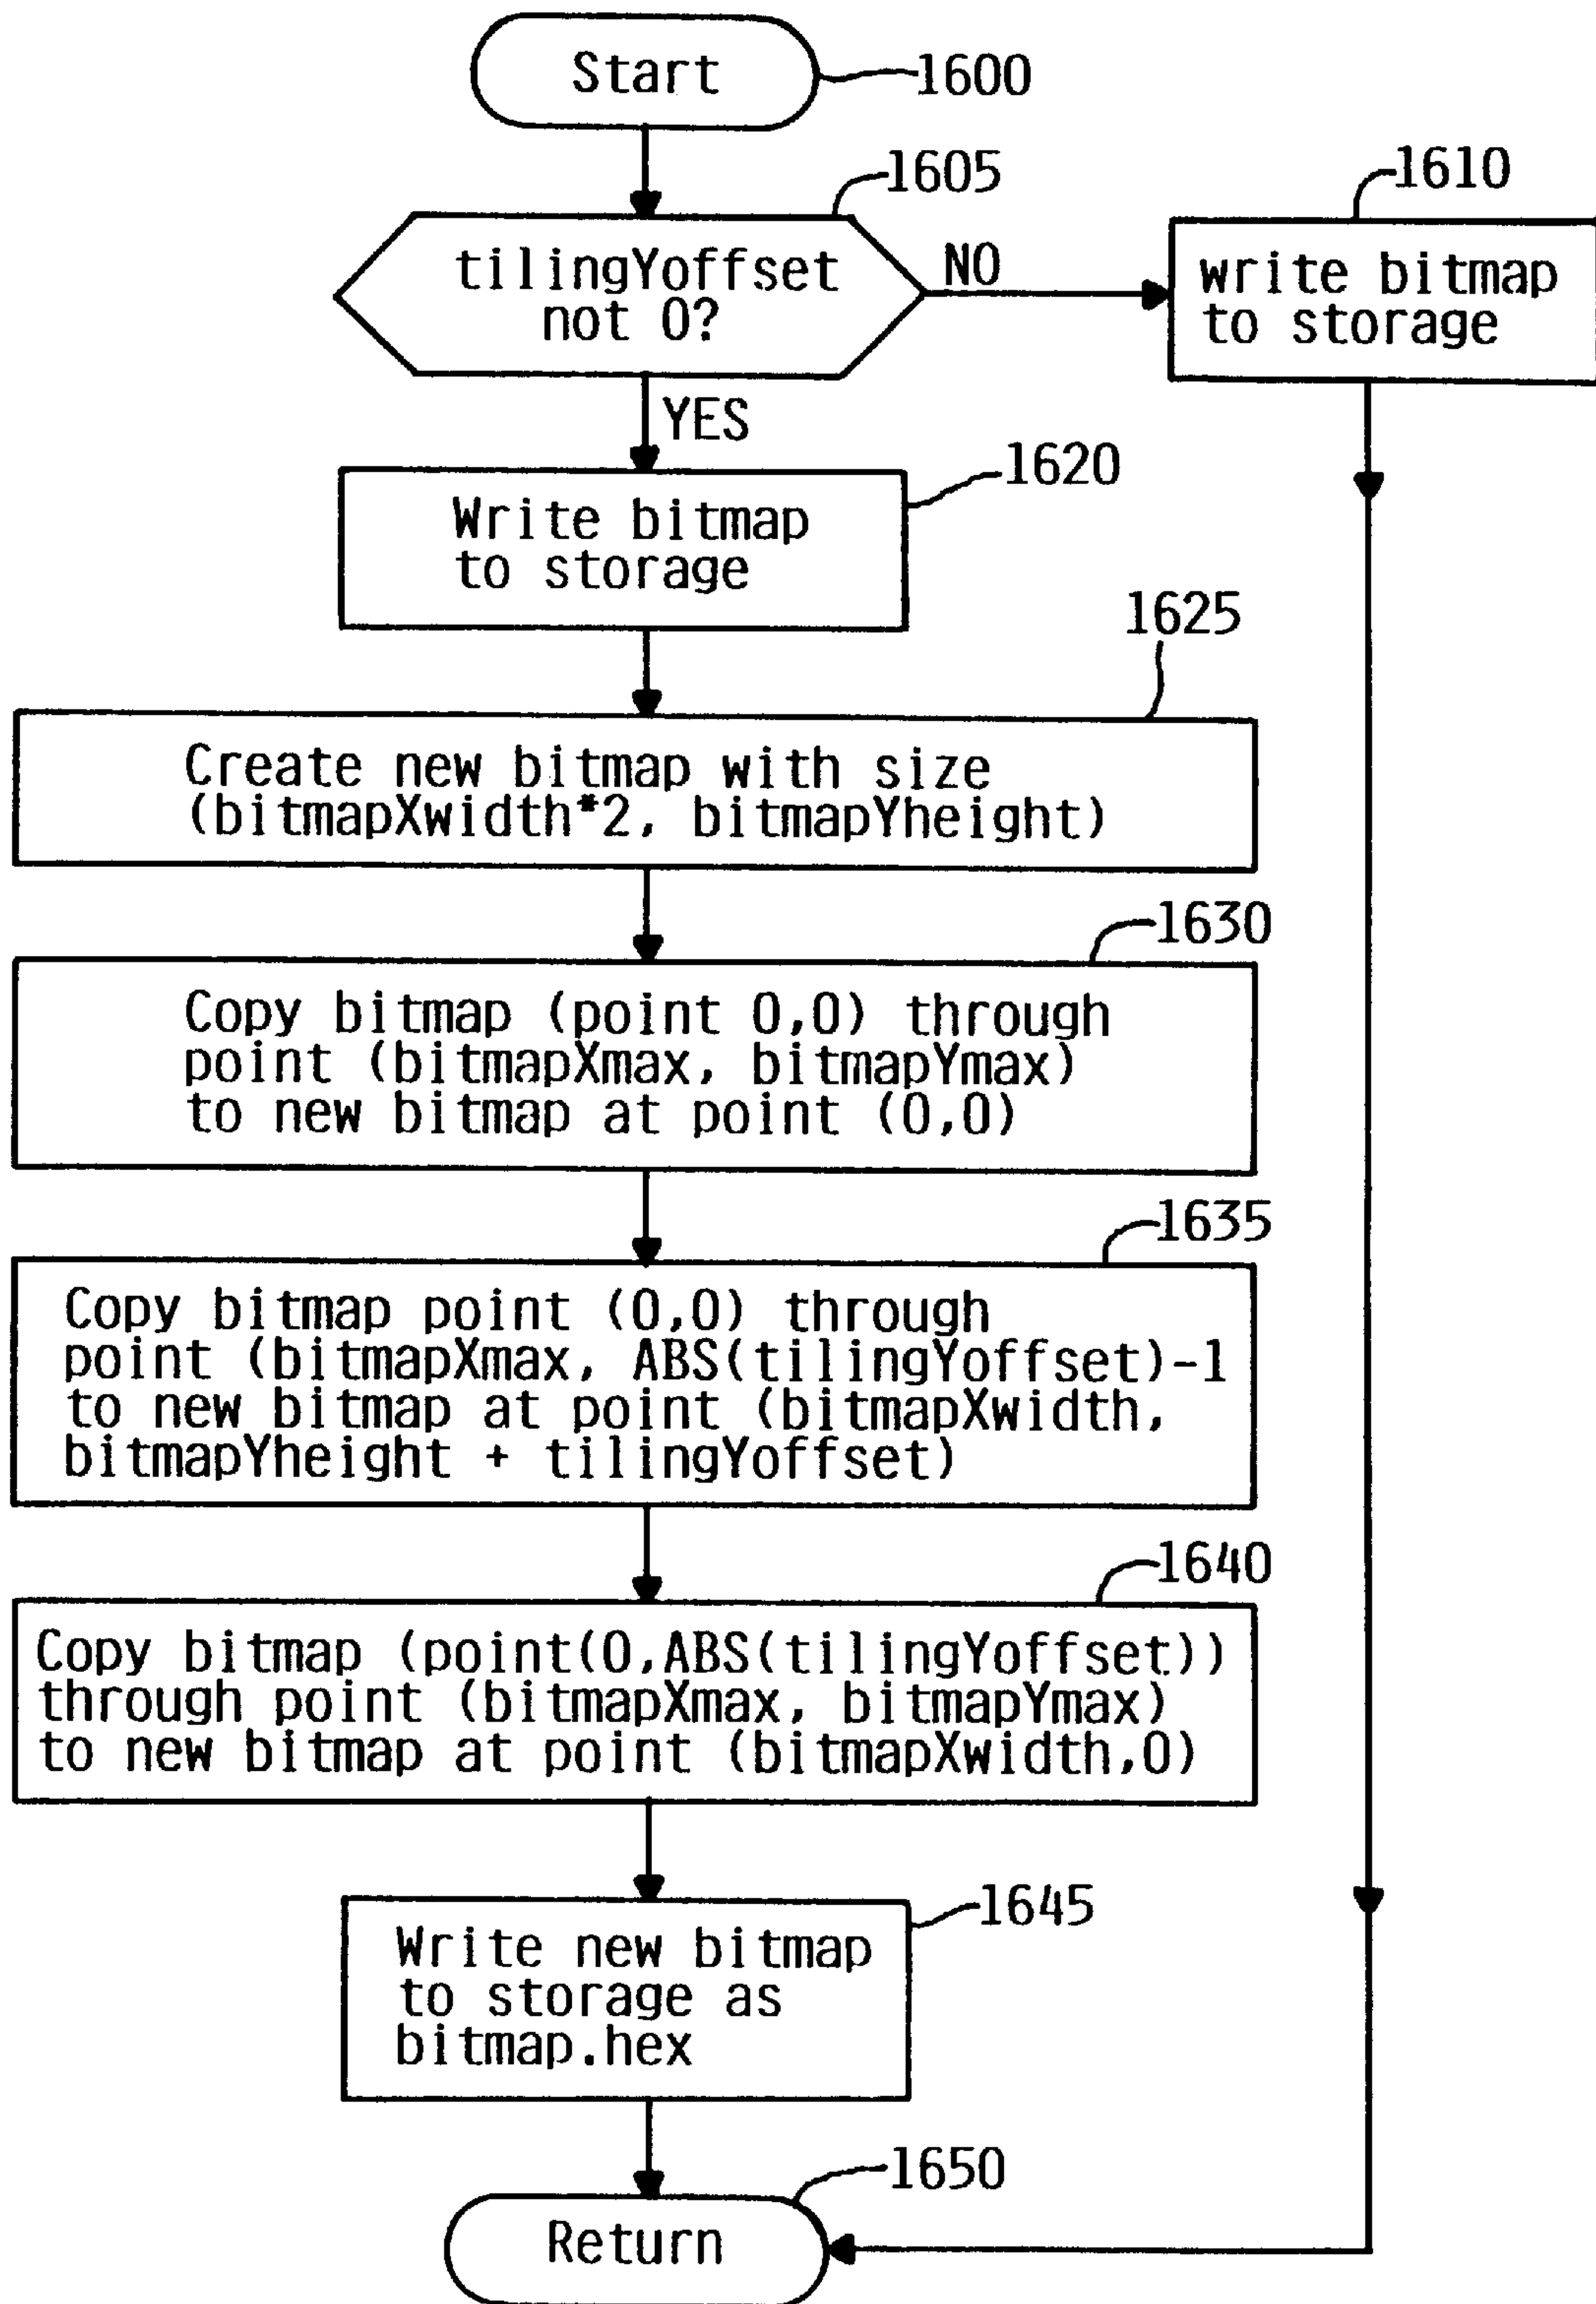 Start
1600
1605
tilingYoffset
not 0?
NO
1610
write bitmap
to storage
YES
1620
Write bitmap
to storage
1625
Create new bitmap with size
(bitmapXwidth*2, bitmapYheight)
1630
Copy bitmap (point 0,0) through
point (bitmapXmax, bitmapYmax)
to new bitmap at point (0,0)
1635
Copy bitmap point (0,0) through
point (bitmapXmax, ABS(tilingYoffset)-1
to new bitmap at point (bitmapXwidth,
bitmapYheight + tilingYoffset)
1640
Copy bitmap (point(0,ABS(tilingYoffset))
through point (bitmapXmax, bitmapYmax)
to new bitmap at point (bitmapXwidth,0)
1645
Write new bitmap
to storage as
bitmap.hex
1650
Return